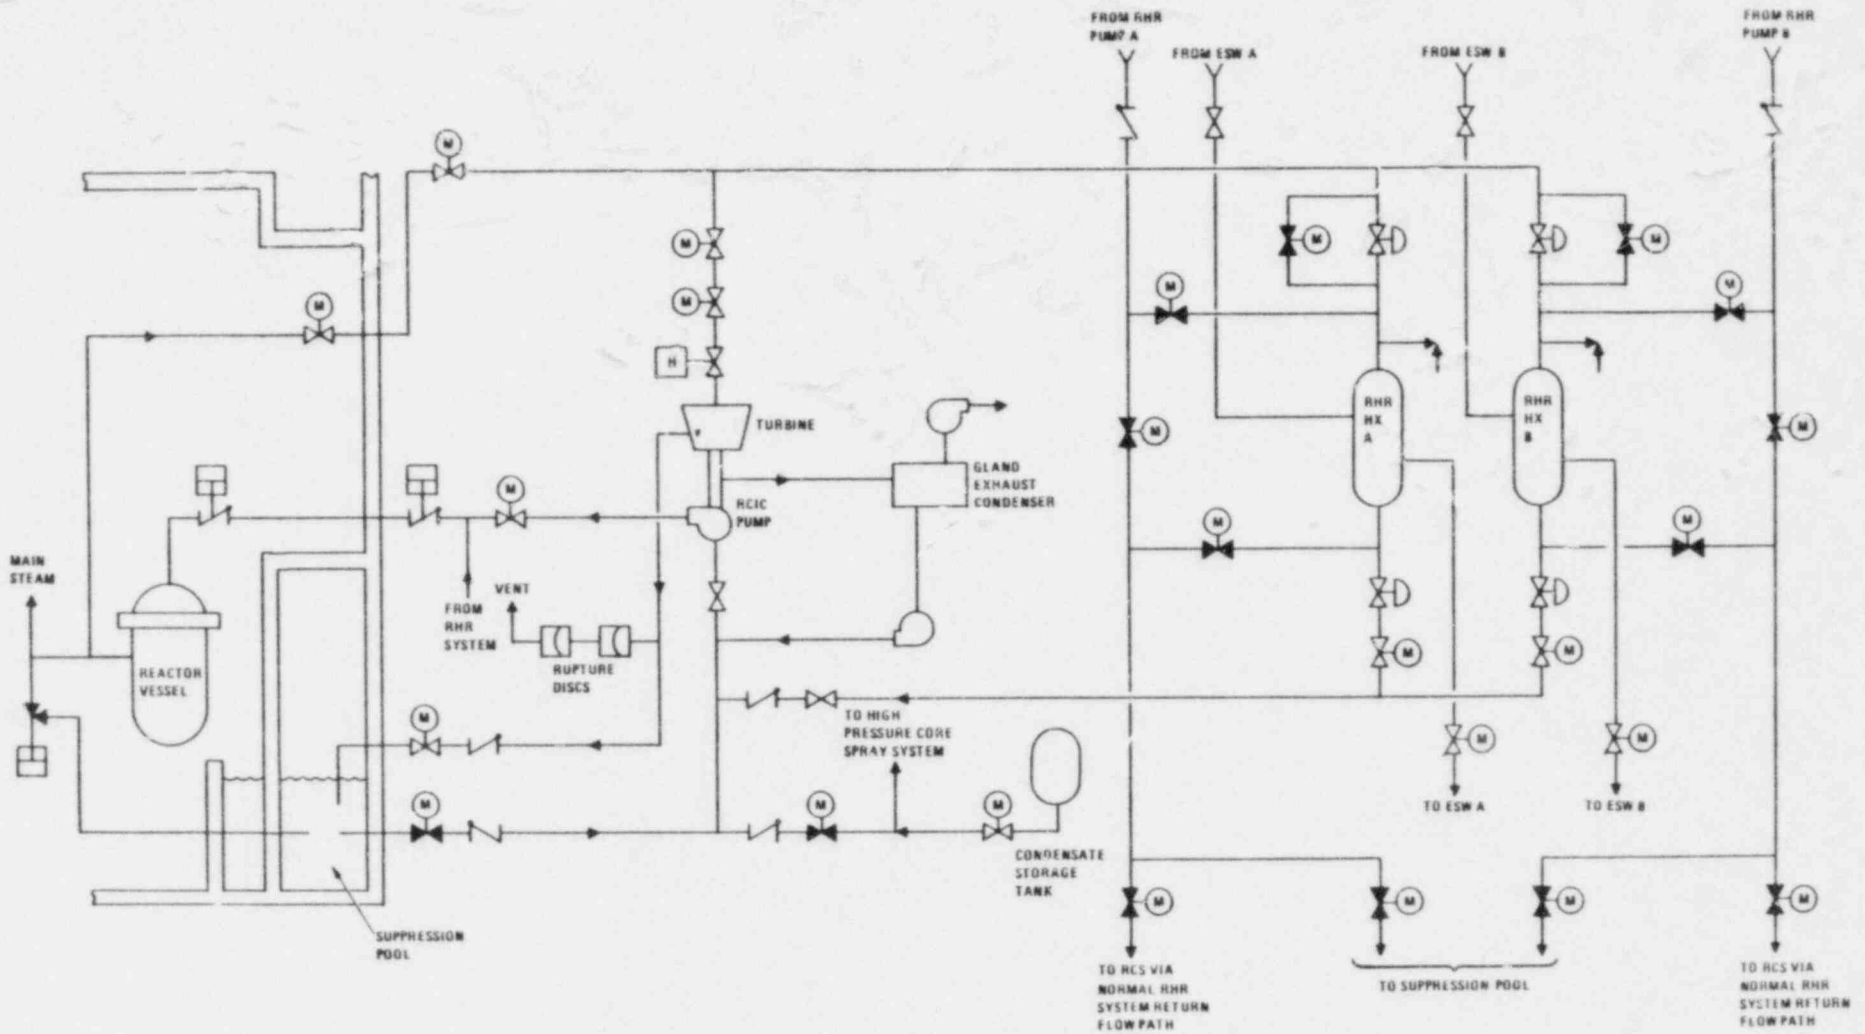 FROM RHR
PUMP A
FROM ESW A
FROM ESW B
FROM RHR
PUMP B
M
M
M
M
M
M
M
M
M
H
TURBINE
RHR
HX
A
RHR
HX
B
M
M
GLAND
EXHAUST
CONDENSER
RCIC
PUMP
M
M
M
MAIN
STEAM
VENT
FROM
RHR
SYSTEM
RUPTURE
DISCS
REACTOR
VESSEL
M
M
TO HIGH
PRESSURE CORE
SPRAY SYSTEM
M
M
M
M
M
M
TO ESW A
TO ESW B
CONDENSATE
STORAGE
TANK
M
M
M
M
SUPPRESSION
POOL
TO RCS VIA
NORMAL RHR
SYSTEM RETURN
FLOW PATH
TO SUPPRESSION POOL
TO RCS VIA
NORMAL RHR
SYSTEM RETURN
FLOW PATH